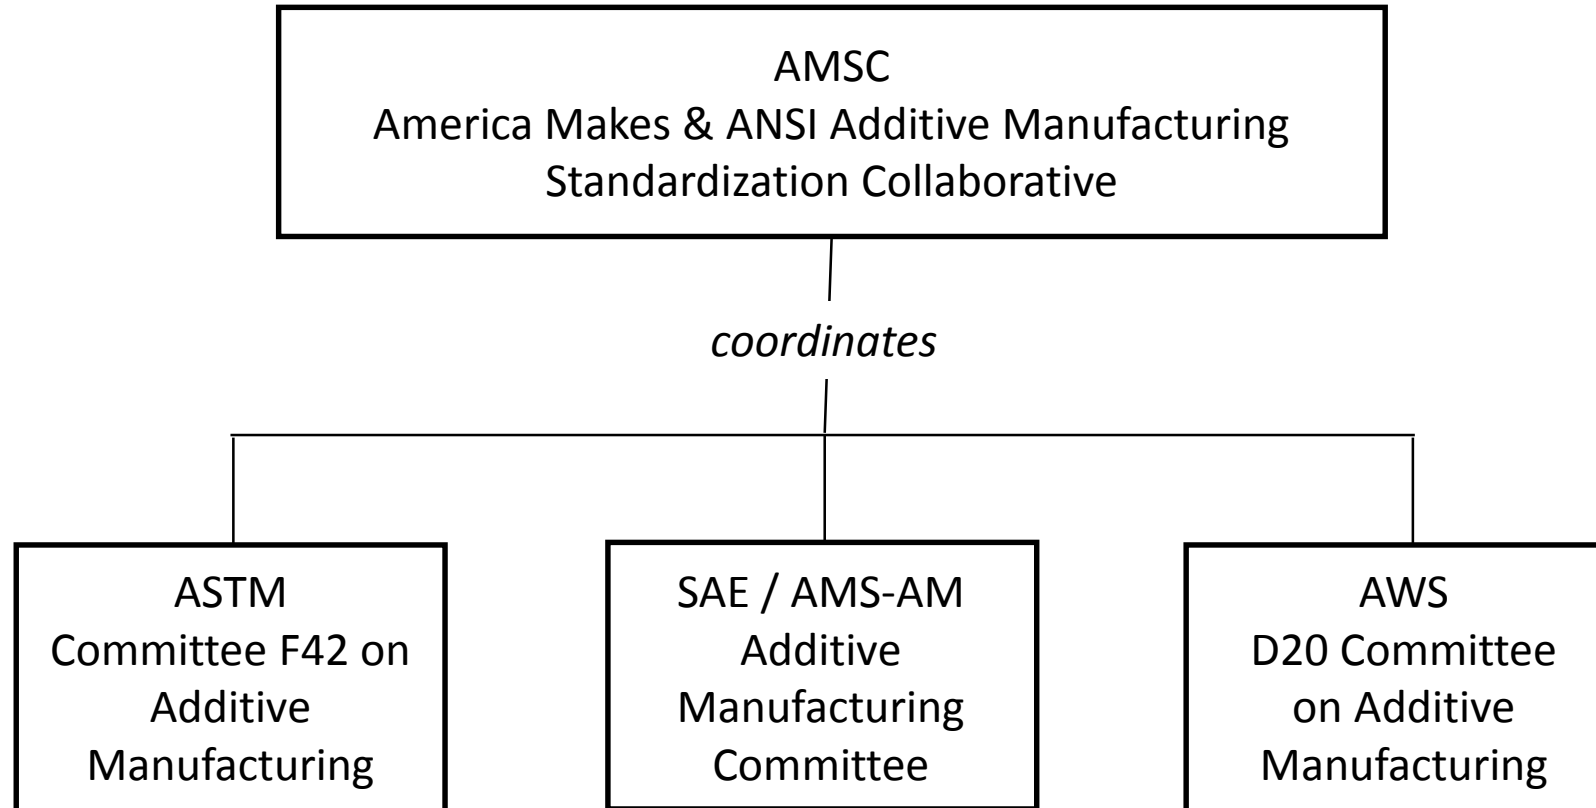 AMSC
America Makes & ANSI Additive Manufacturing
Standardization Collaborative
coordinates
ASTM
Committee F42 on
Additive
Manufacturing
SAE / AMS-AM
Additive
Manufacturing
Committee
AWS
D20 Committee
on Additive
Manufacturing